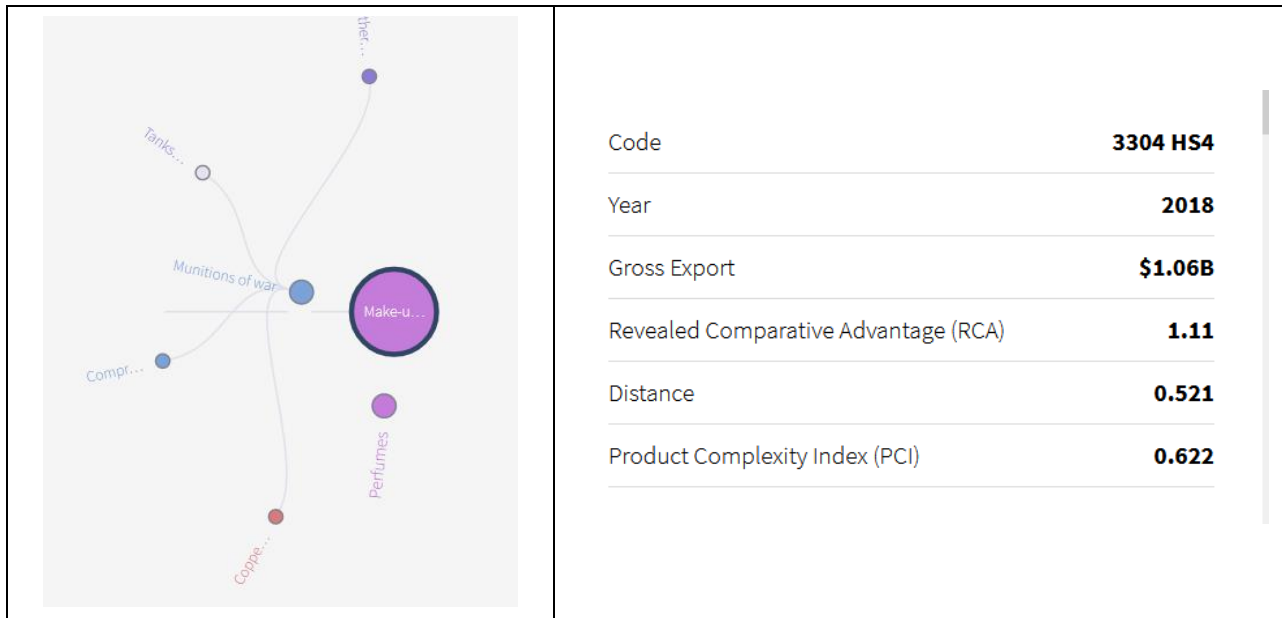 ther...
Tanks...
Munitions of war
Make-u...
Compr...
Perfumes
Coppe...
Code 3304 HS4
Year 2018
Gross Export $1.06B
Revealed Comparative Advantage (RCA) 1.11
Distance 0.521
Product Complexity Index (PCI) 0.622